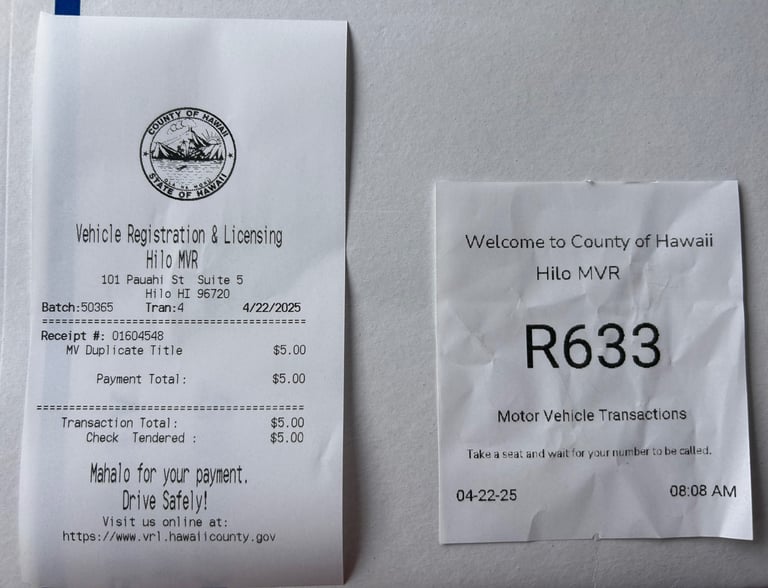 COUNTY OF HAWAII
STATE OF HAWAII
Vehicle Registration & Licensing
Hilo MVR
101 Pauahi St Suite 5
Hilo HI 96720
Batch:50365 Tran:4 4/22/2025
Receipt #: 01604548
MV Duplicate Title $5.00
Payment Total: $5.00
Transaction Total: $5.00
Check Tendered : $5.00
Mahalo for your payment.
Drive Safely!
Visit us online at:
https://www.vrl.hawaiicounty.gov
Welcome to County of Hawaii
Hilo MVR
R633
Motor Vehicle Transactions
Take a seat and wait for your number to be called.
04-22-25 08:08 AM